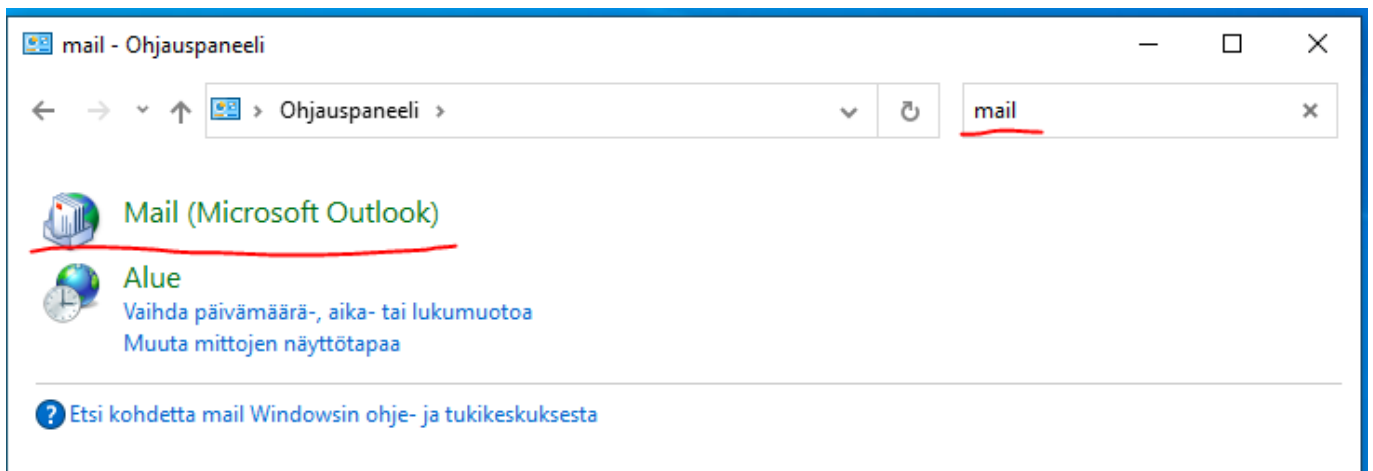 mail - Ohjauspaneeli
Ohjauspaneeli
mail
Mail (Microsoft Outlook)
Alue
Vaihda päivämäärä-, aika- tai lukumuotoa
Muuta mittojen näyttötapaa
Etsi kohdetta mail Windowsin ohje- ja tukikeskuksesta